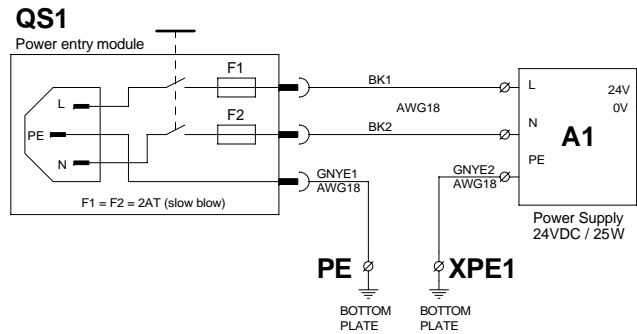 QS1
Power entry module
F1
BK1
L
L
24V
0V
AWG18
F2
BK2
N
A1
PE
N
PE
GNYE1
AWG18
GNYE2
AWG18
F1 = F2 = 2AT (slow blow)
Power Supply
24VDC / 25W
PE
XPE1
BOTTOM
PLATE
BOTTOM
PLATE